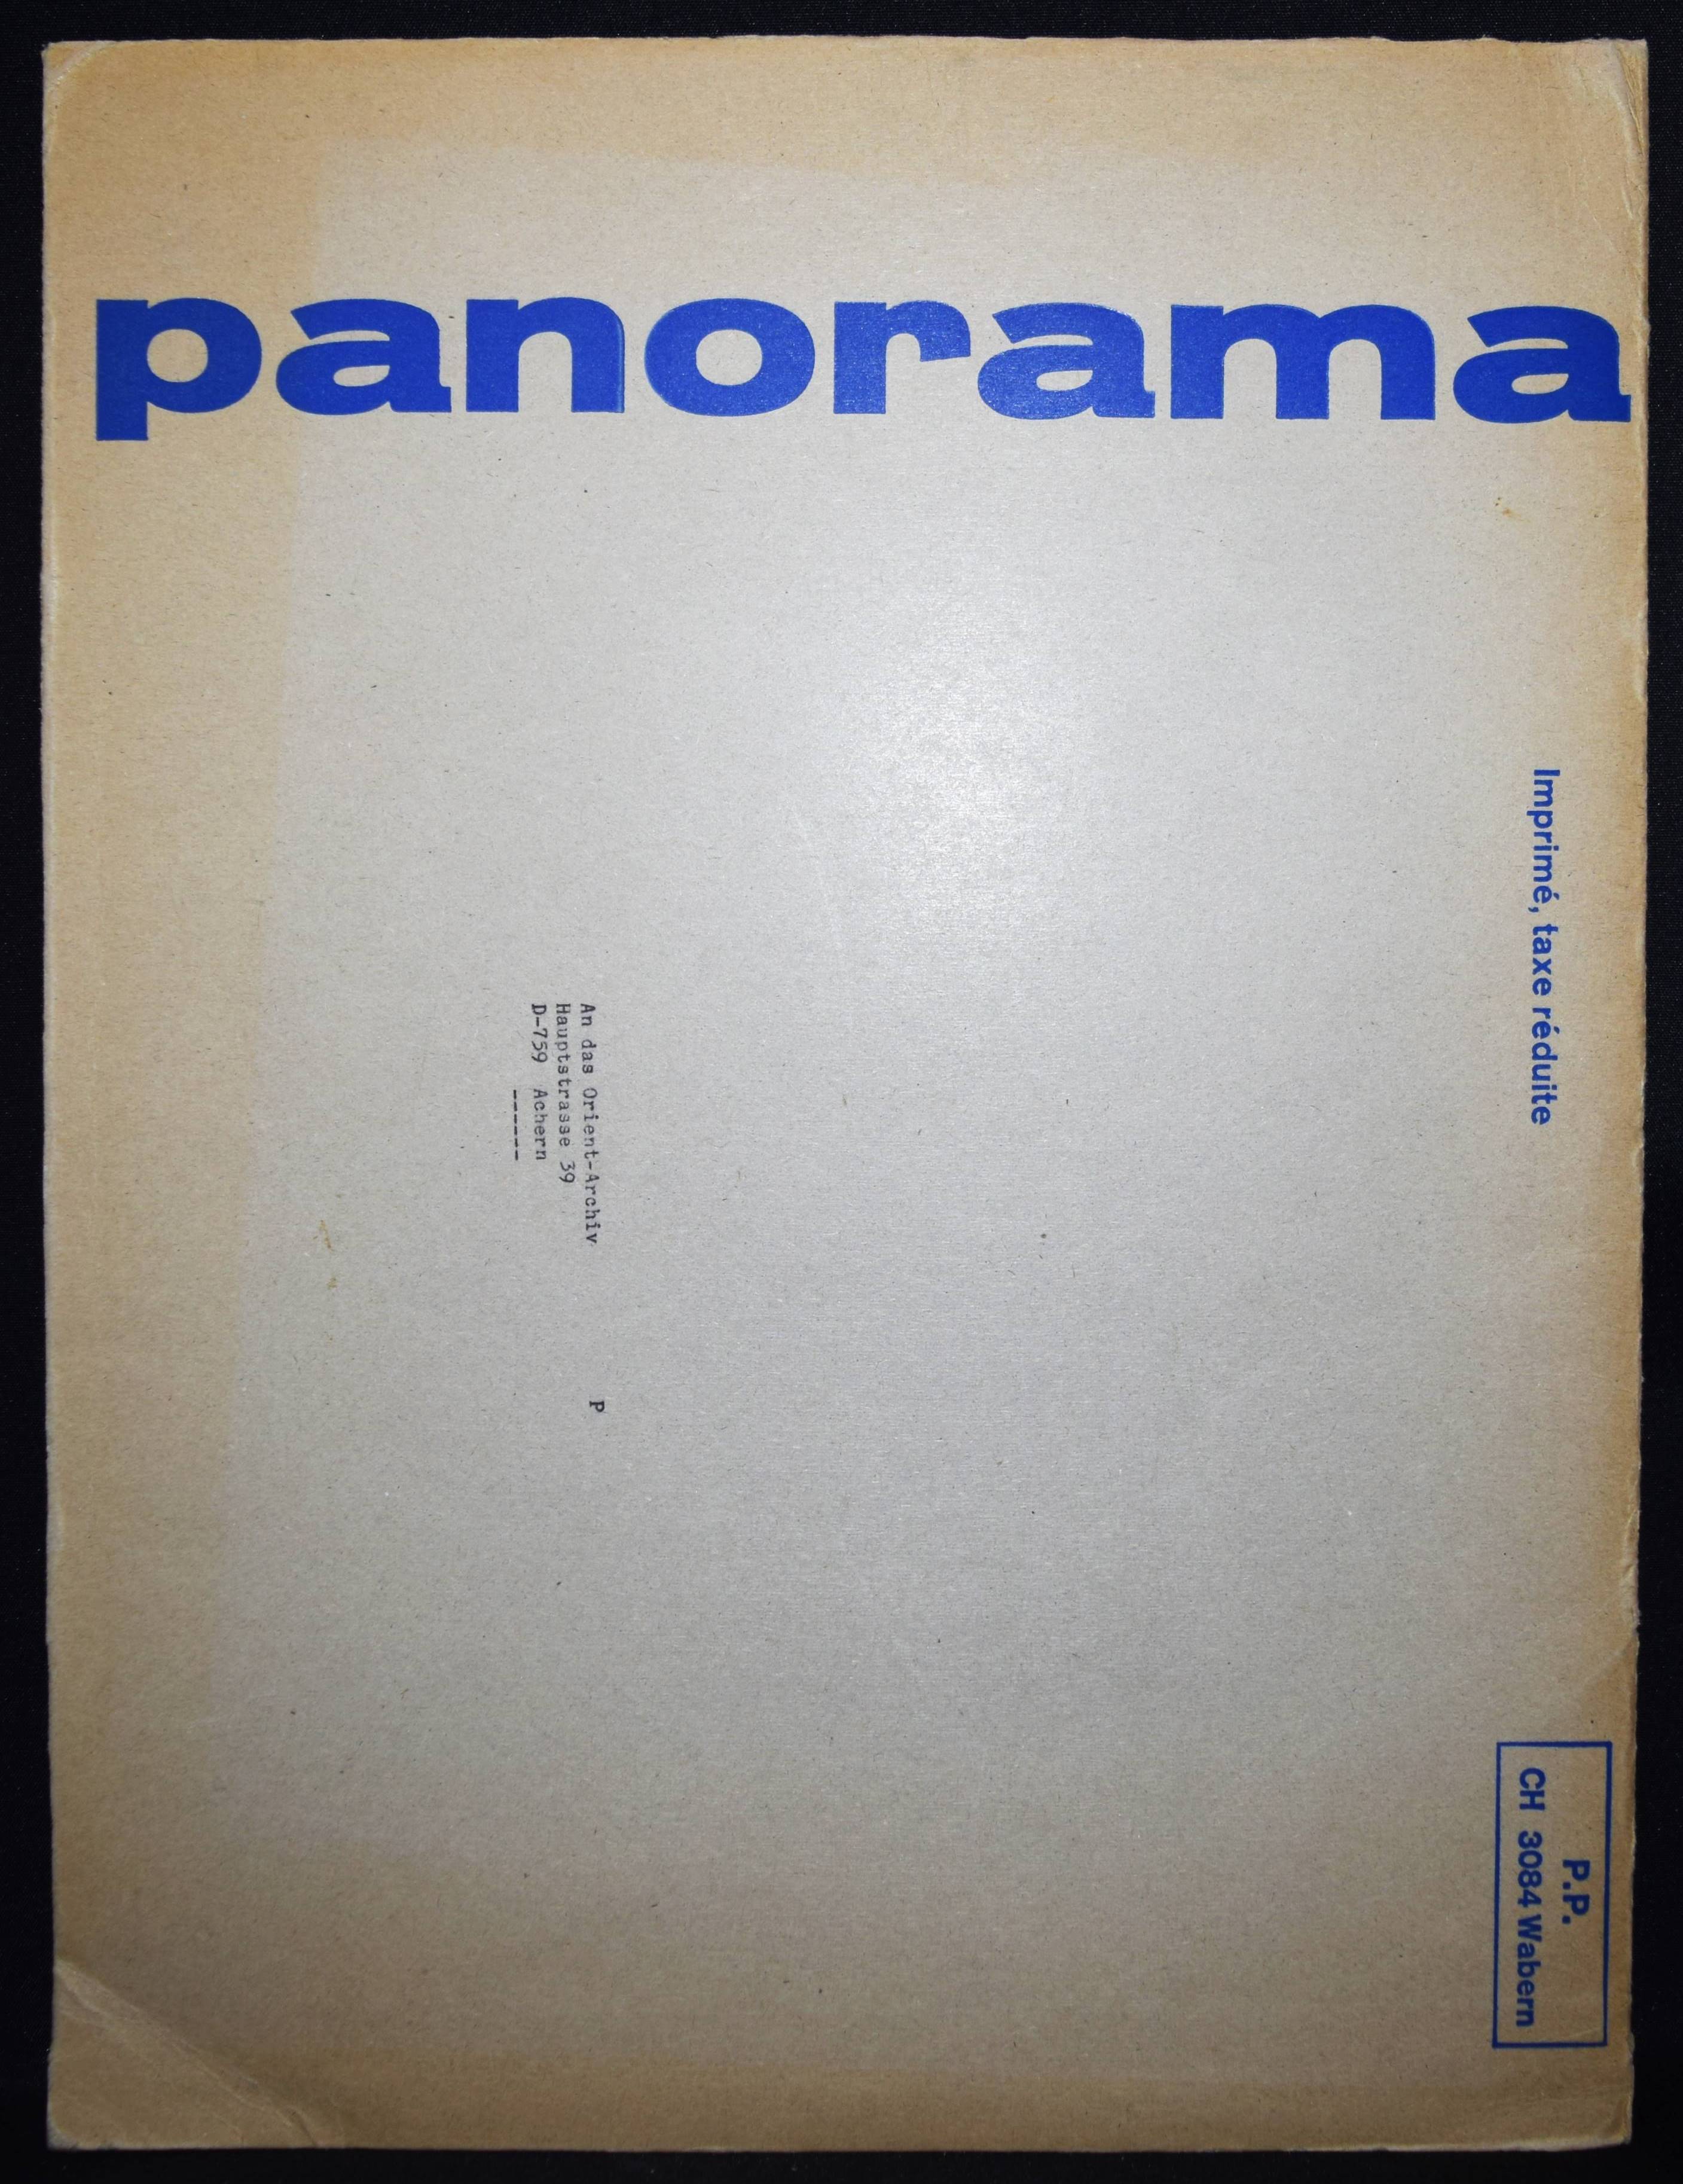 panorama
Imprimé, taxe réduite
P.P.
CH 3084 Wabern
P
An das Orient-Archiv
Hauptstrasse 39
D-759 Achern
------